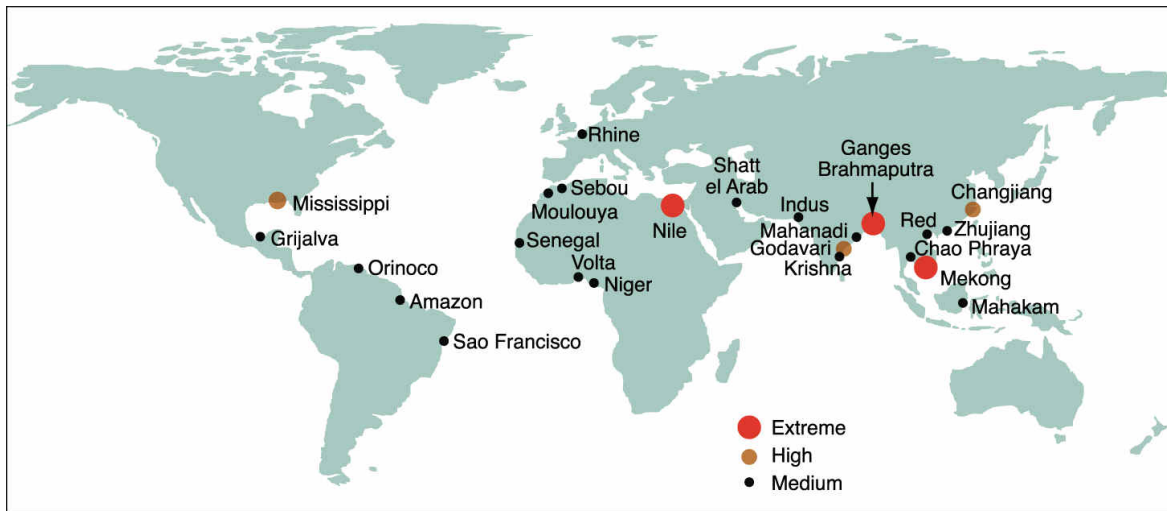 Rhine
Ganges
Brahmaputra
Shatt
el Arab
Changjiang
Sebou
Mississippi
Moulouya
Nile
Indus
Mahanadi
Red
Zhujiang
Grijalva
Senegal
Godavari
Chao Phraya
Volta
Krishna
Orinoco
Niger
Mekong
Amazon
Mahakam
Sao Francisco
Extreme
High
Medium